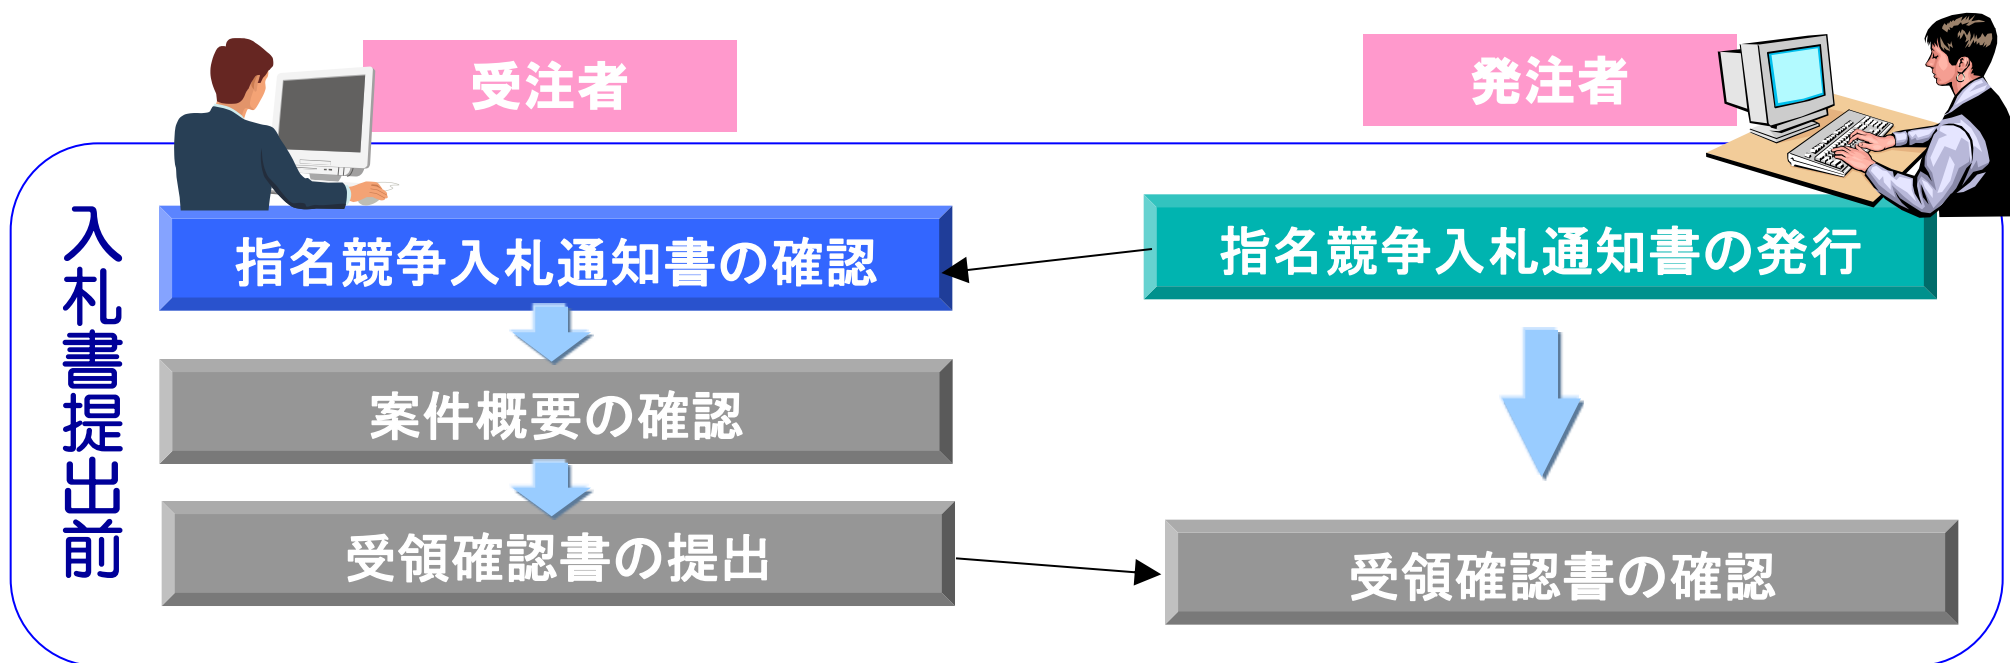 受注者
発注者
入札書提出前
指名競争入札通知書の確認
指名競争入札通知書の発行
案件概要の確認
受領確認書の提出
受領確認書の確認